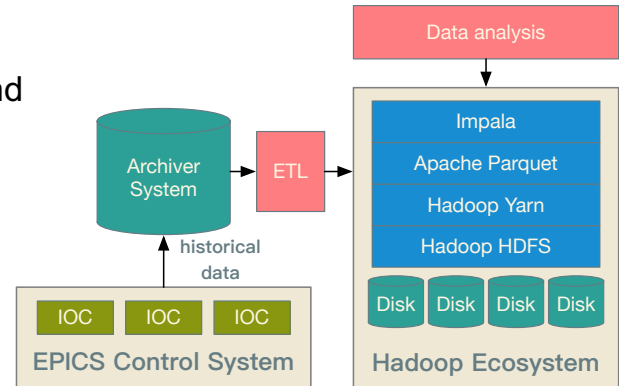 Data analysis
Impala
Archiver
System
ETL
Apache Parquet
Hadoop Yarn
Hadoop HDFS
historical
data
Disk Disk Disk Disk
IOC IOC IOC
EPICS Control System
Hadoop Ecosystem